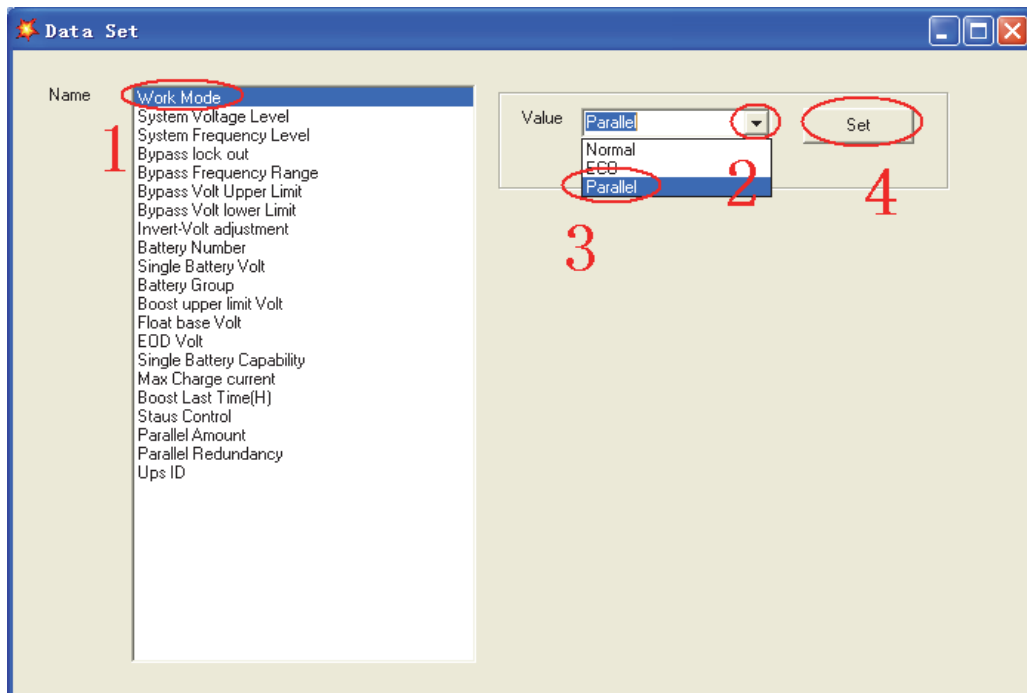 Data Set
Name
Work Mode
System Voltage Level
System Frequency Level
Bypass lock out
Bypass Frequency Range
Bypass Volt Upper Limit
Bypass Volt lower Limit
Invert-Volt adjustment
Battery Number
Single Battery Volt
Battery Group
Boost upper limit Volt
Float base Volt
EOD Volt
Single Battery Capability
Max Charge current
Boost Last Time(H)
Staus Control
Parallel Amount
Parallel Redundancy
Ups ID
1
Value
Parallel
Normal
ECO
Parallel
2
3
Set
4